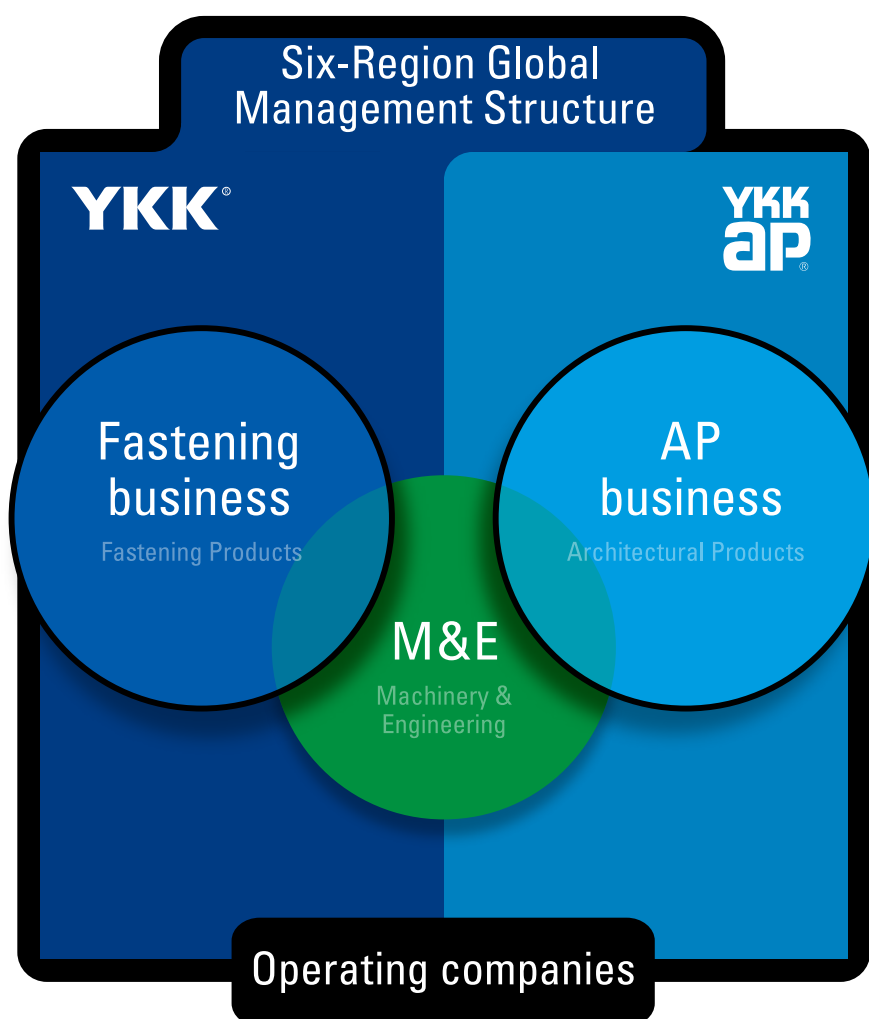 Six-Region Global
Management Structure
YKK®
YKK
ap®
Fastening
business
Fastening Products
AP
business
Architectural Products
M&E
Machinery &
Engineering
Operating companies